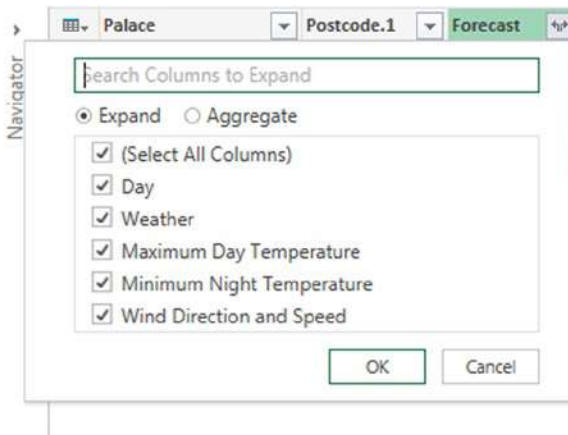 Palace Postcode.1 Forecast
Navigator
Search Columns to Expand
Expand Aggregate
(Select All Columns)
Day
Weather
Maximum Day Temperature
Minimum Night Temperature
Wind Direction and Speed
OK Cancel